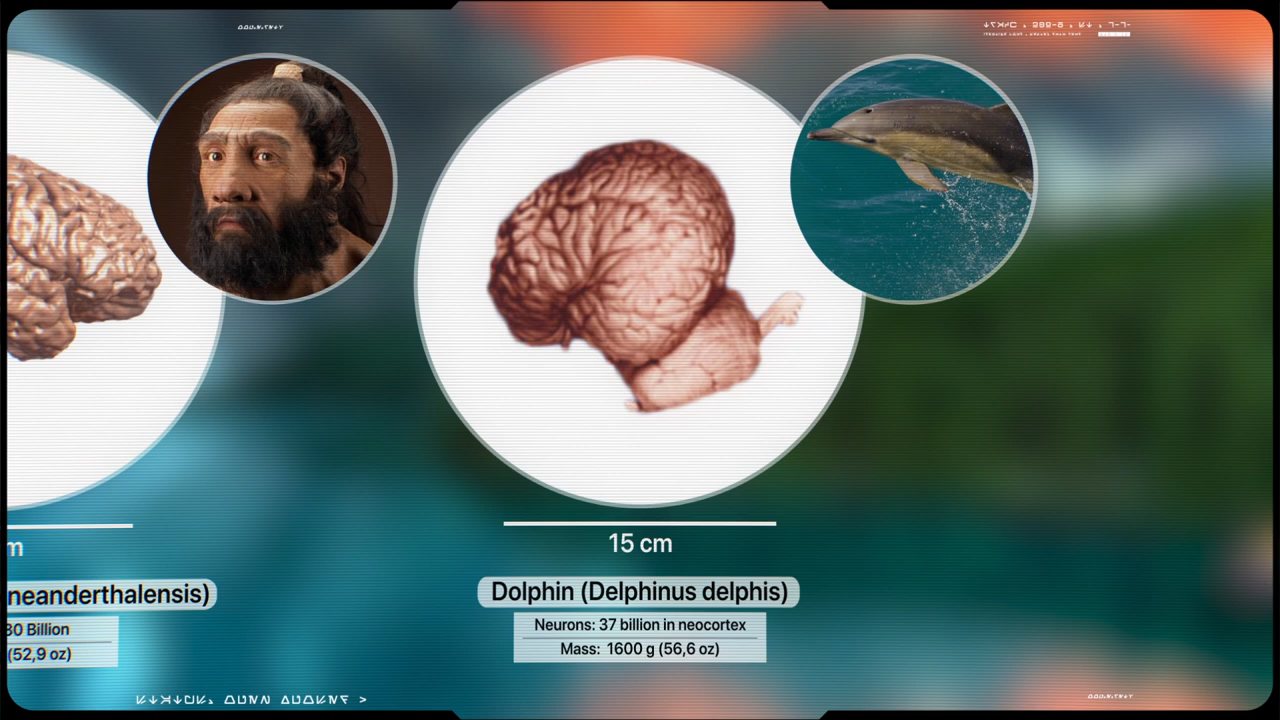 15 cm
m
Dolphin (Delphinus delphis)
neanderthalensis)
Neurons: 37 billion in neocortex
30 Billion
Mass: 1600 g (56,6 oz)
(52,9 oz)